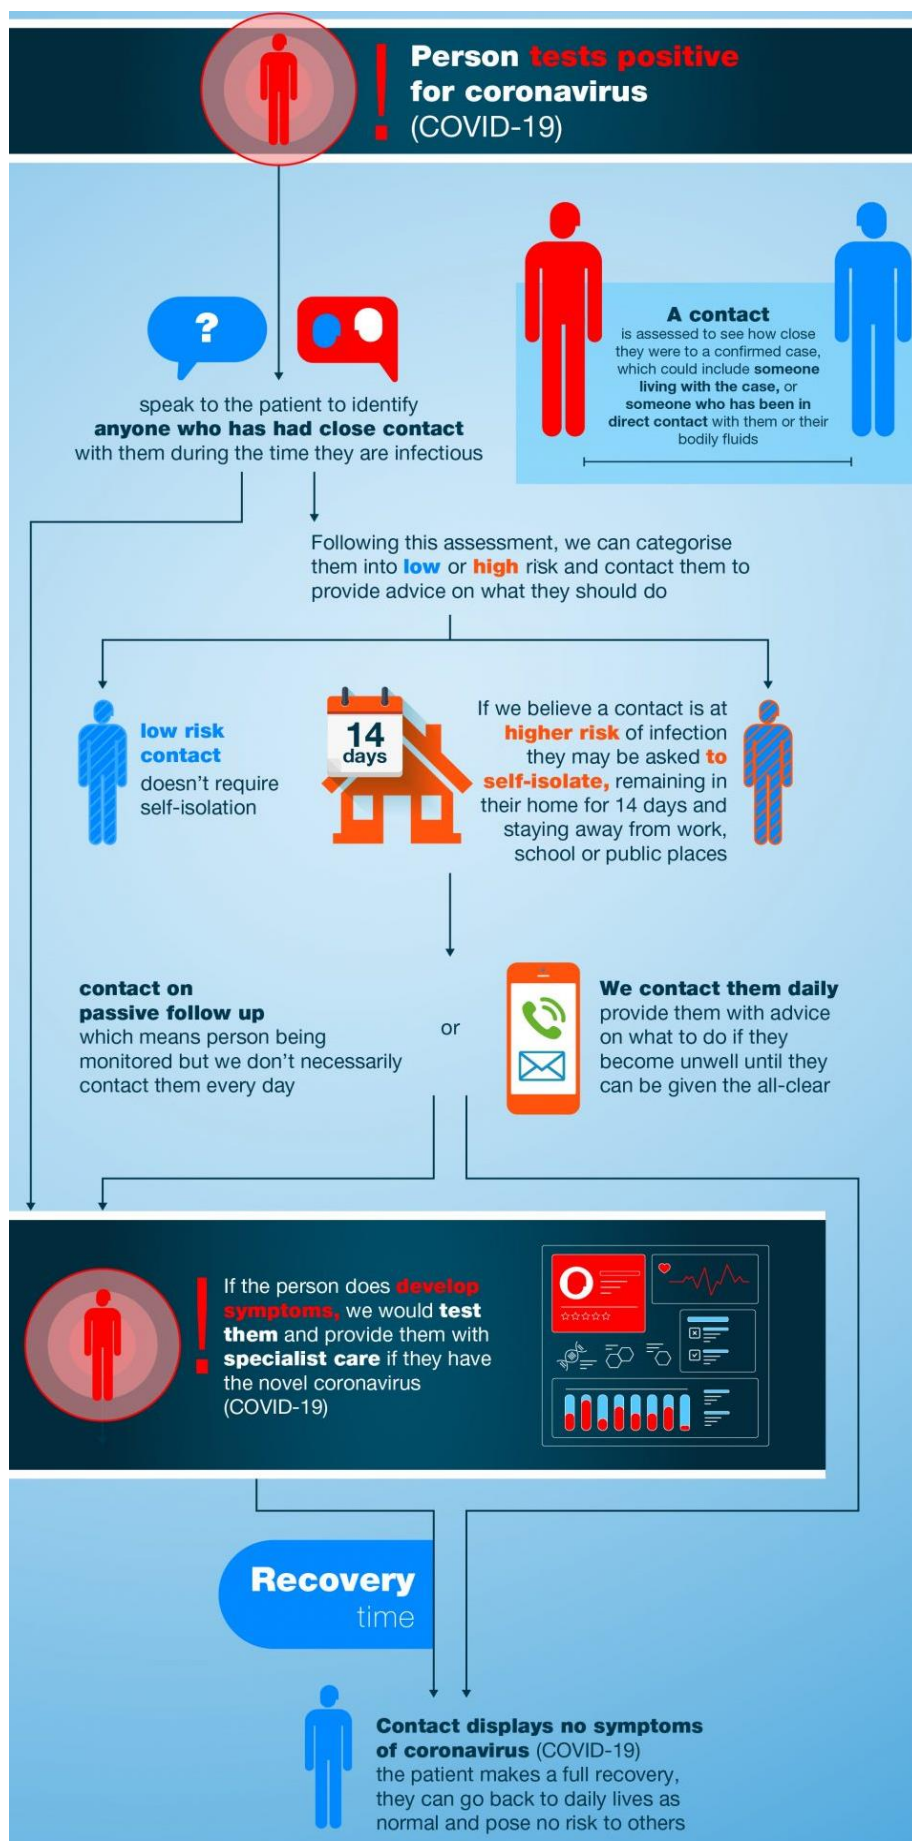 Person tests positive
for coronavirus
(COVID-19)
A contact
is assessed to see how close
they were to a confirmed case,
which could include someone
living with the case, or
someone who has been in
direct contact with them or their
bodily fluids
?
speak to the patient to identify
anyone who has had close contact
with them during the time they are infectious
Following this assessment, we can categorise
them into low or high risk and contact them to
provide advice on what they should do
low risk
contact
doesn't require
self-isolation
14
days
If we believe a contact is at
higher risk of infection
they may be asked to
self-isolate, remaining in
their home for 14 days and
staying away from work,
school or public places
contact on
passive follow up
which means person being
monitored but we don't necessarily
contact them every day
or
We contact them daily
provide them with advice
on what to do if they
become unwell until they
can be given the all-clear
If the person does develop
symptoms, we would test
them and provide them with
specialist care if they have
the novel coronavirus
(COVID-19)
Recovery
time
Contact displays no symptoms
of coronavirus (COVID-19)
the patient makes a full recovery,
they can go back to daily lives as
normal and pose no risk to others